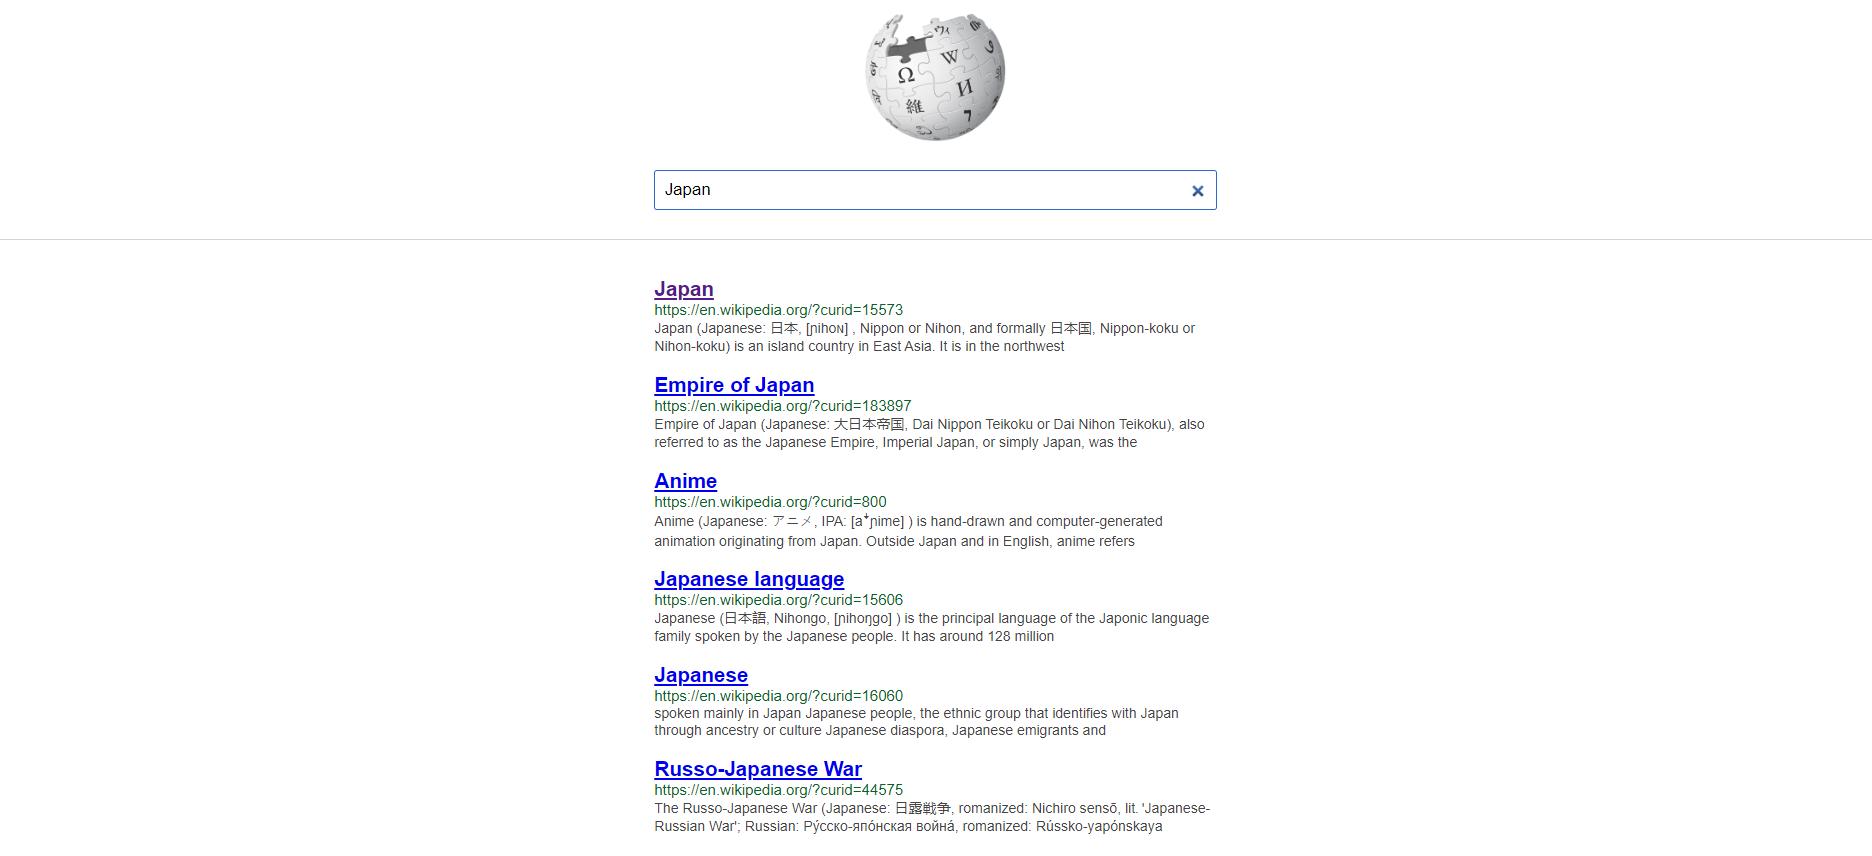 Ω W И 維 ウィ
Japan
Japan
https://en.wikipedia.org/?curid=15573
Japan (Japanese: 日本, [ɲihoɴ] , Nippon or Nihon, and formally 日本国, Nippon-koku or
Nihon-koku) is an island country in East Asia. It is in the northwest
Empire of Japan
https://en.wikipedia.org/?curid=183897
Empire of Japan (Japanese: 大日本帝国, Dai Nippon Teikoku or Dai Nihon Teikoku), also
referred to as the Japanese Empire, Imperial Japan, or simply Japan, was the
Anime
https://en.wikipedia.org/?curid=800
Anime (Japanese: アニメ, IPA: [aꜜɲime] ) is hand-drawn and computer-generated
animation originating from Japan. Outside Japan and in English, anime refers
Japanese language
https://en.wikipedia.org/?curid=15606
Japanese (日本語, Nihongo, [ɲihoŋɡo] ) is the principal language of the Japonic language
family spoken by the Japanese people. It has around 128 million
Japanese
https://en.wikipedia.org/?curid=16060
spoken mainly in Japan Japanese people, the ethnic group that identifies with Japan
through ancestry or culture Japanese diaspora, Japanese emigrants and
Russo-Japanese War
https://en.wikipedia.org/?curid=44575
The Russo-Japanese War (Japanese: 日露戦争, romanized: Nichiro sensō, lit. 'Japanese-
Russian War'; Russian: Ру́сско-япóнская войнá, romanized: Rússko-yapónskaya